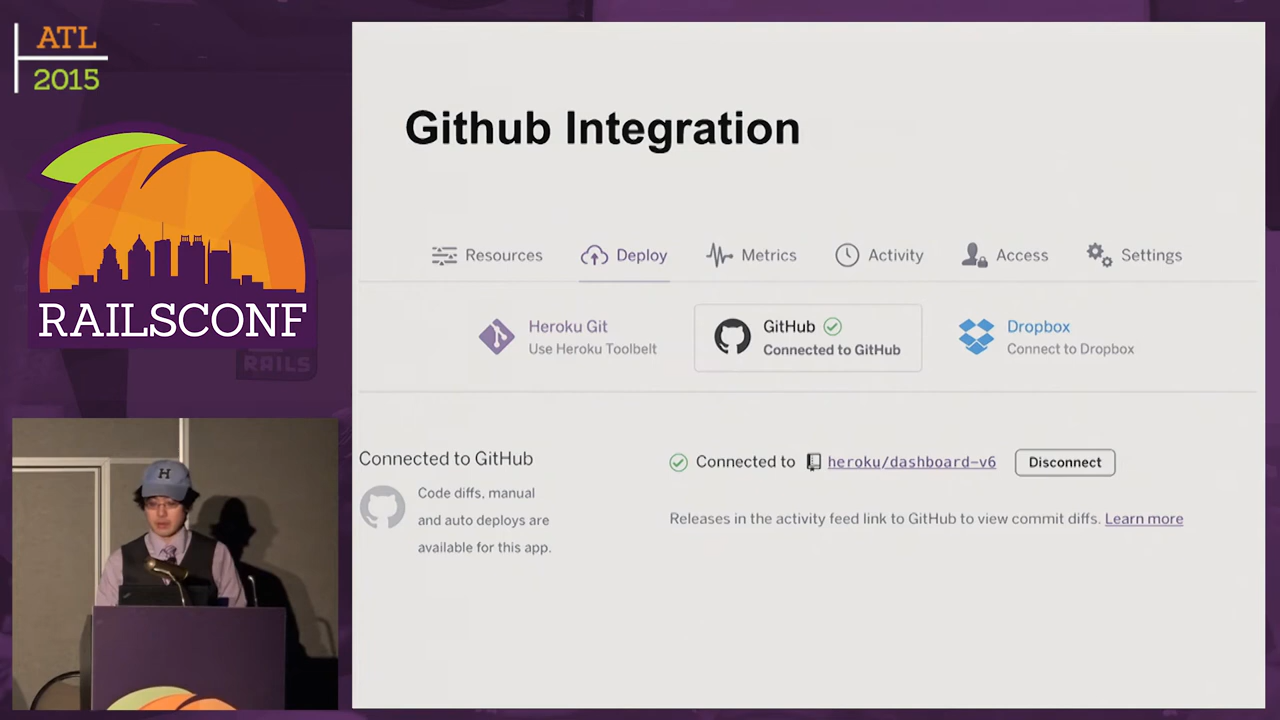 ATL
2015
RAILSCONF
RAILS
H
Github Integration
Resources Deploy Metrics Activity Access Settings
Heroku Git
Use Heroku Toolbelt
GitHub
Connected to GitHub
Dropbox
Connect to Dropbox
Connected to GitHub
Code diffs, manual
and auto deploys are
available for this app.
Connected to heroku/dashboard-v6 Disconnect
Releases in the activity feed link to GitHub to view commit diffs. Learn more